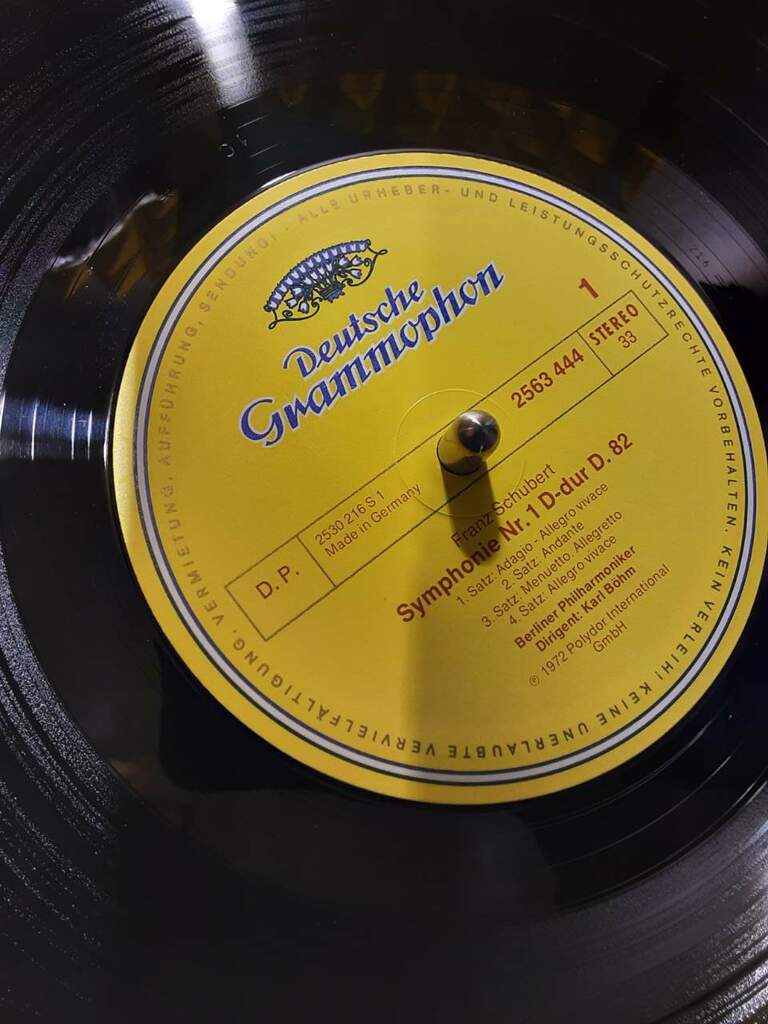 Deutsche
Grammophon
1
STEREO
33
2563 444
2530 216 S 1
Made in Germany
D. P.
Franz Schubert
Symphonie Nr. 1 D-dur D. 82
1. Satz: Adagio - Allegro vivace
2. Satz: Andante
3. Satz: Menuetto. Allegretto
4. Satz: Allegro vivace
Berliner Philharmoniker
Dirigent: Karl Böhm
℗ 1972 Polydor International
GmbH
ALLE URHEBER- UND LEISTUNGSSCHUTZRECHTE VORBEHALTEN. KEIN VERLEIH! KEINE UNERLAUBTE VERVIELFÄLTIGUNG, VERMIETUNG, AUFFÜHRUNG, SENDUNG!